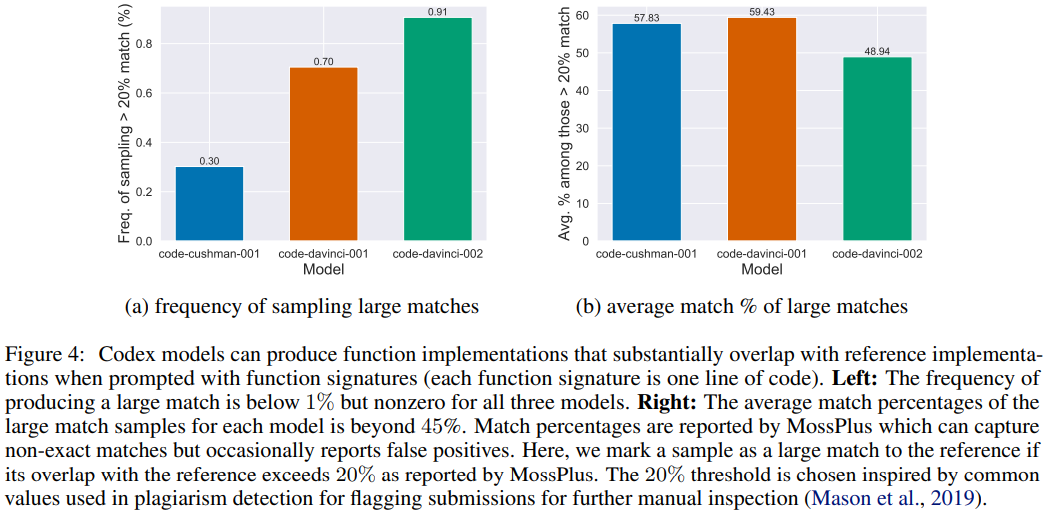 Freq. of sampling > 20% match (%)
0.8
0.6
0.4
0.2
0.0
0.30
0.70
0.91
code-cushman-001 code-davinci-001 code-davinci-002
Model
(a) frequency of sampling large matches
Avg. % among those > 20% match
60
50
40
30
20
10
0
57.83
59.43
48.94
code-cushman-001 code-davinci-001 code-davinci-002
Model
(b) average match % of large matches
Figure 4: Codex models can produce function implementations that substantially overlap with reference implementa-
tions when prompted with function signatures (each function signature is one line of code). Left: The frequency of
producing a large match is below 1% but nonzero for all three models. Right: The average match percentages of the
large match samples for each model is beyond 45%. Match percentages are reported by MossPlus which can capture
non-exact matches but occasionally reports false positives. Here, we mark a sample as a large match to the reference if
its overlap with the reference exceeds 20% as reported by MossPlus. The 20% threshold is chosen inspired by common
values used in plagiarism detection for flagging submissions for further manual inspection (Mason et al., 2019).